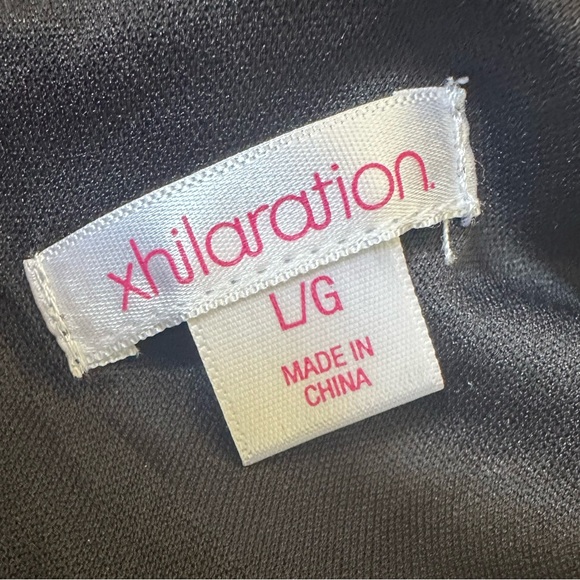 xhilaration.
L/G
MADE IN
CHINA